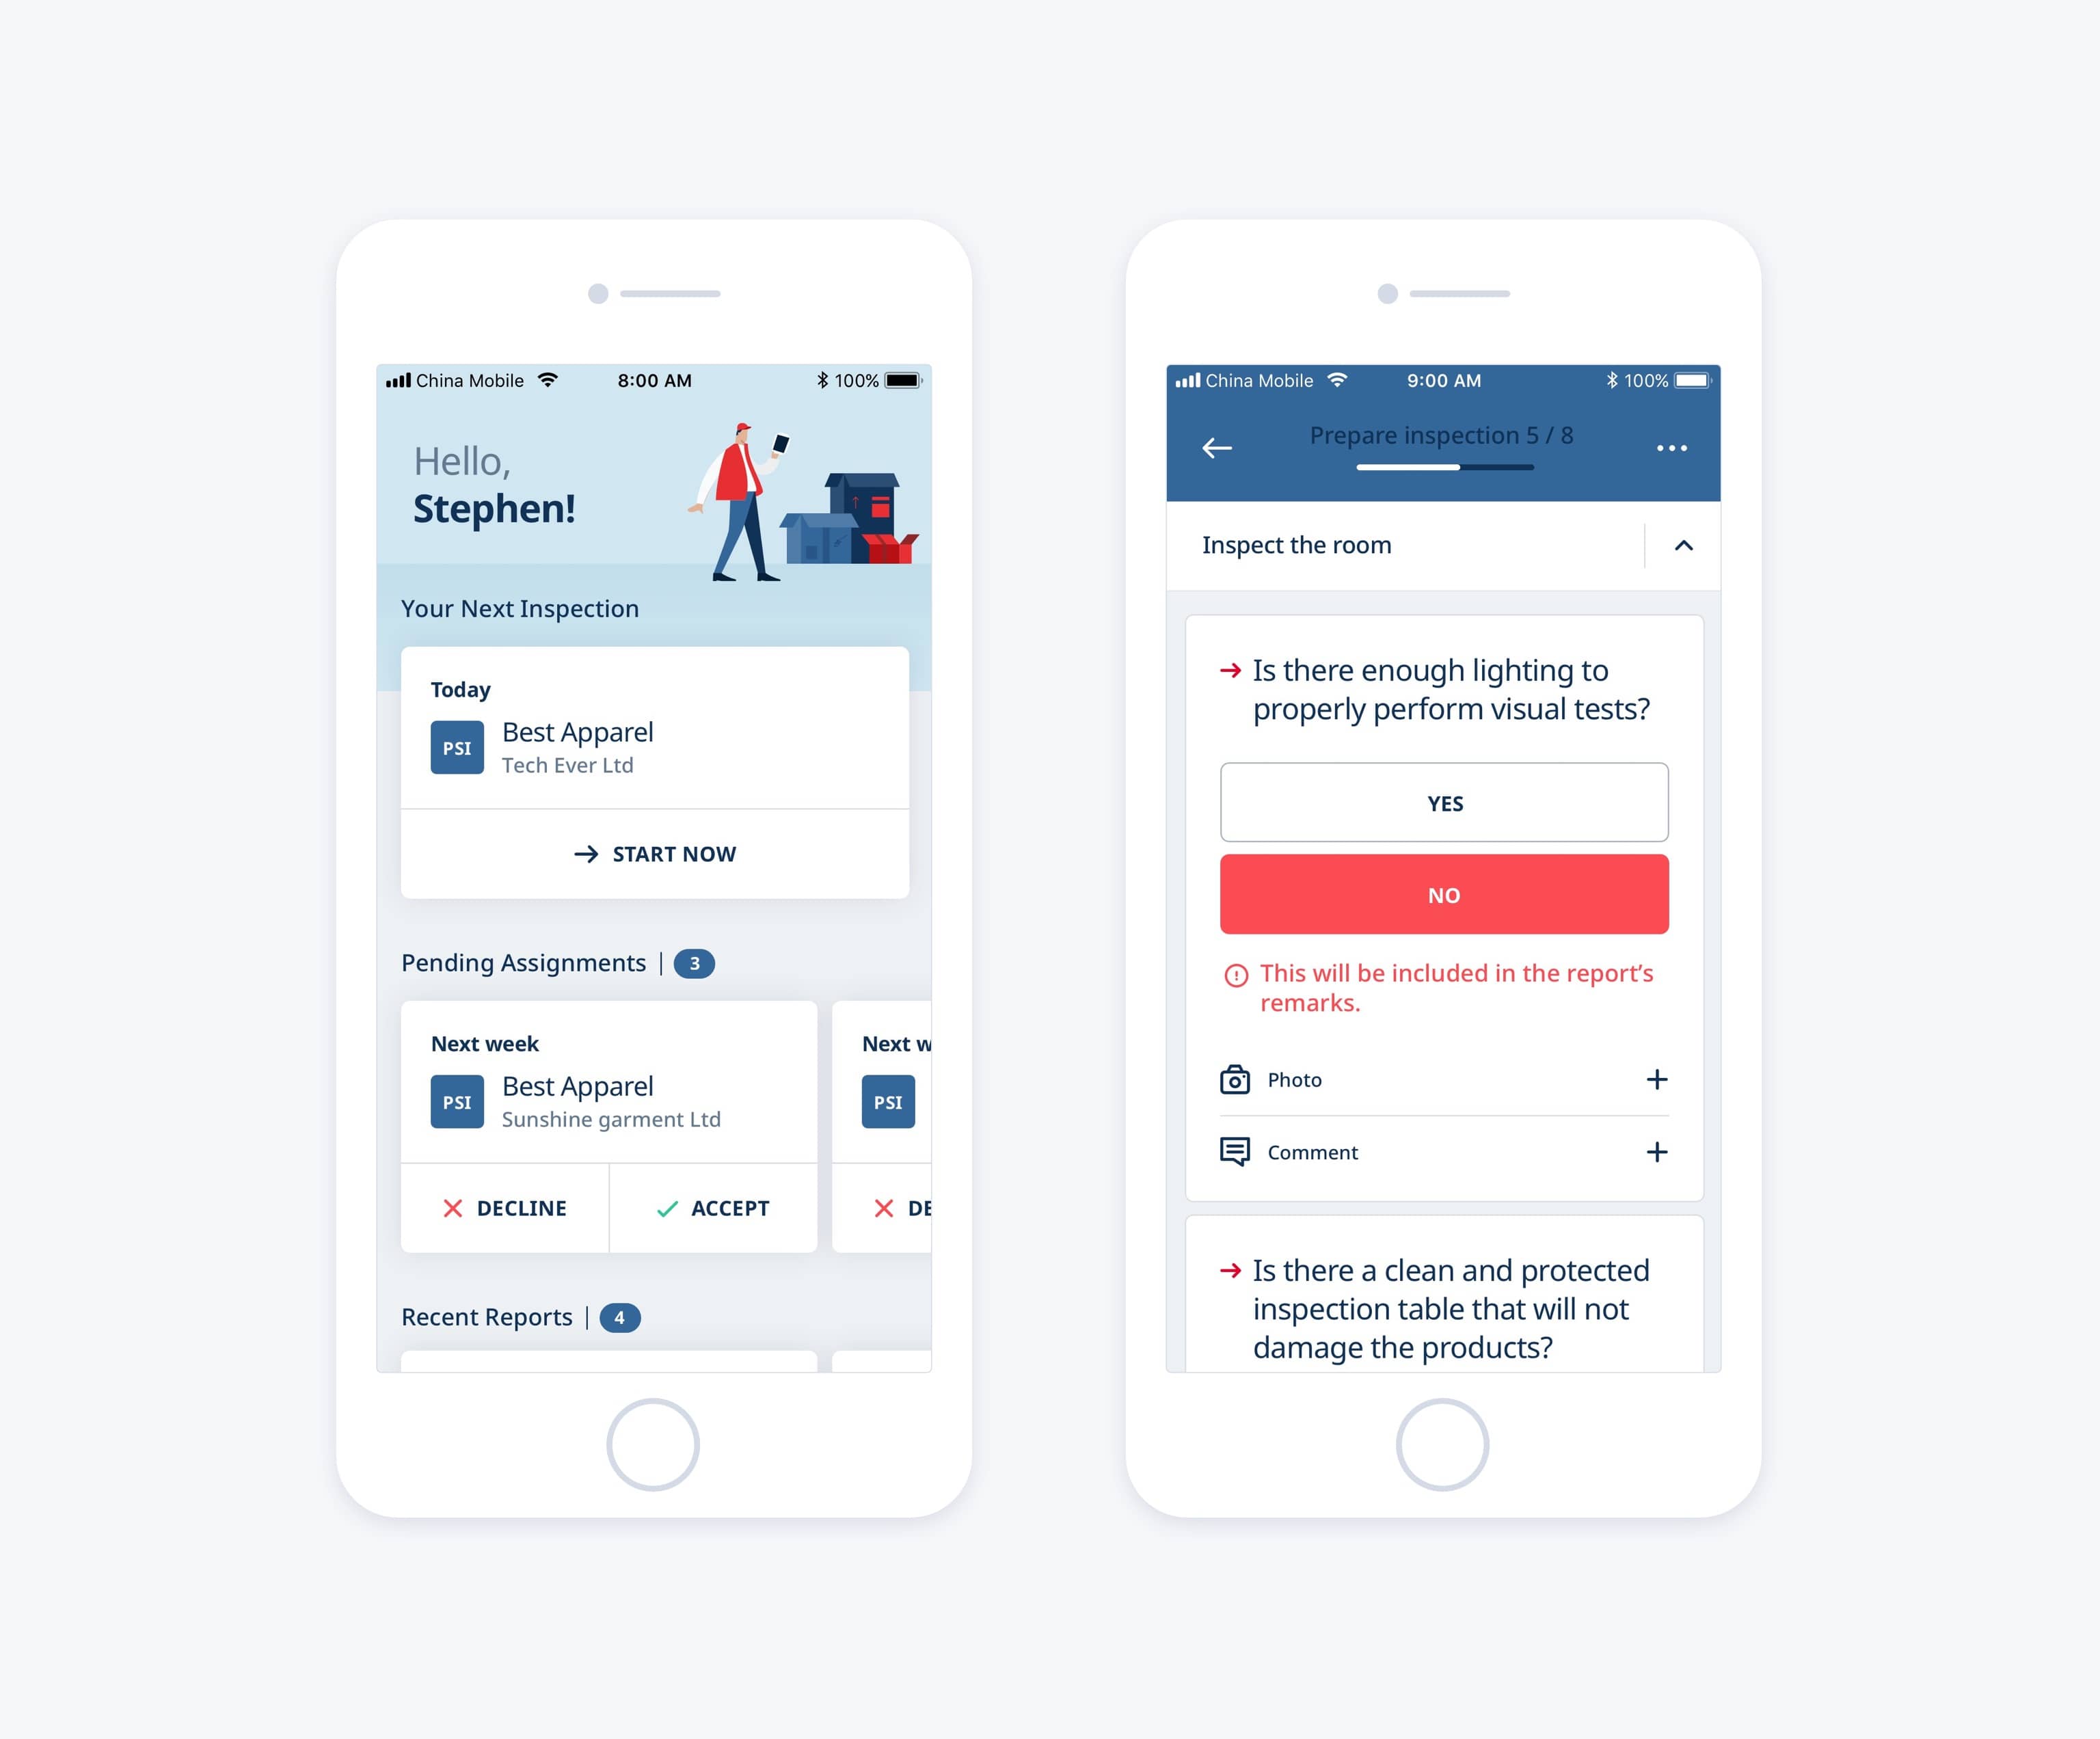 China Mobile 8:00 AM 100%
Hello,
Stephen!
Your Next Inspection
Today
PSI
Best Apparel
Tech Ever Ltd
START NOW
Pending Assignments | 3
Next week
PSI
Best Apparel
Sunshine garment Ltd
DECLINE
ACCEPT
Next w
PSI
DE
Recent Reports | 4
China Mobile 9:00 AM 100%
Prepare inspection 5 / 8
Inspect the room
Is there enough lighting to
properly perform visual tests?
YES
NO
This will be included in the report’s
remarks.
Photo
Comment
Is there a clean and protected
inspection table that will not
damage the products?